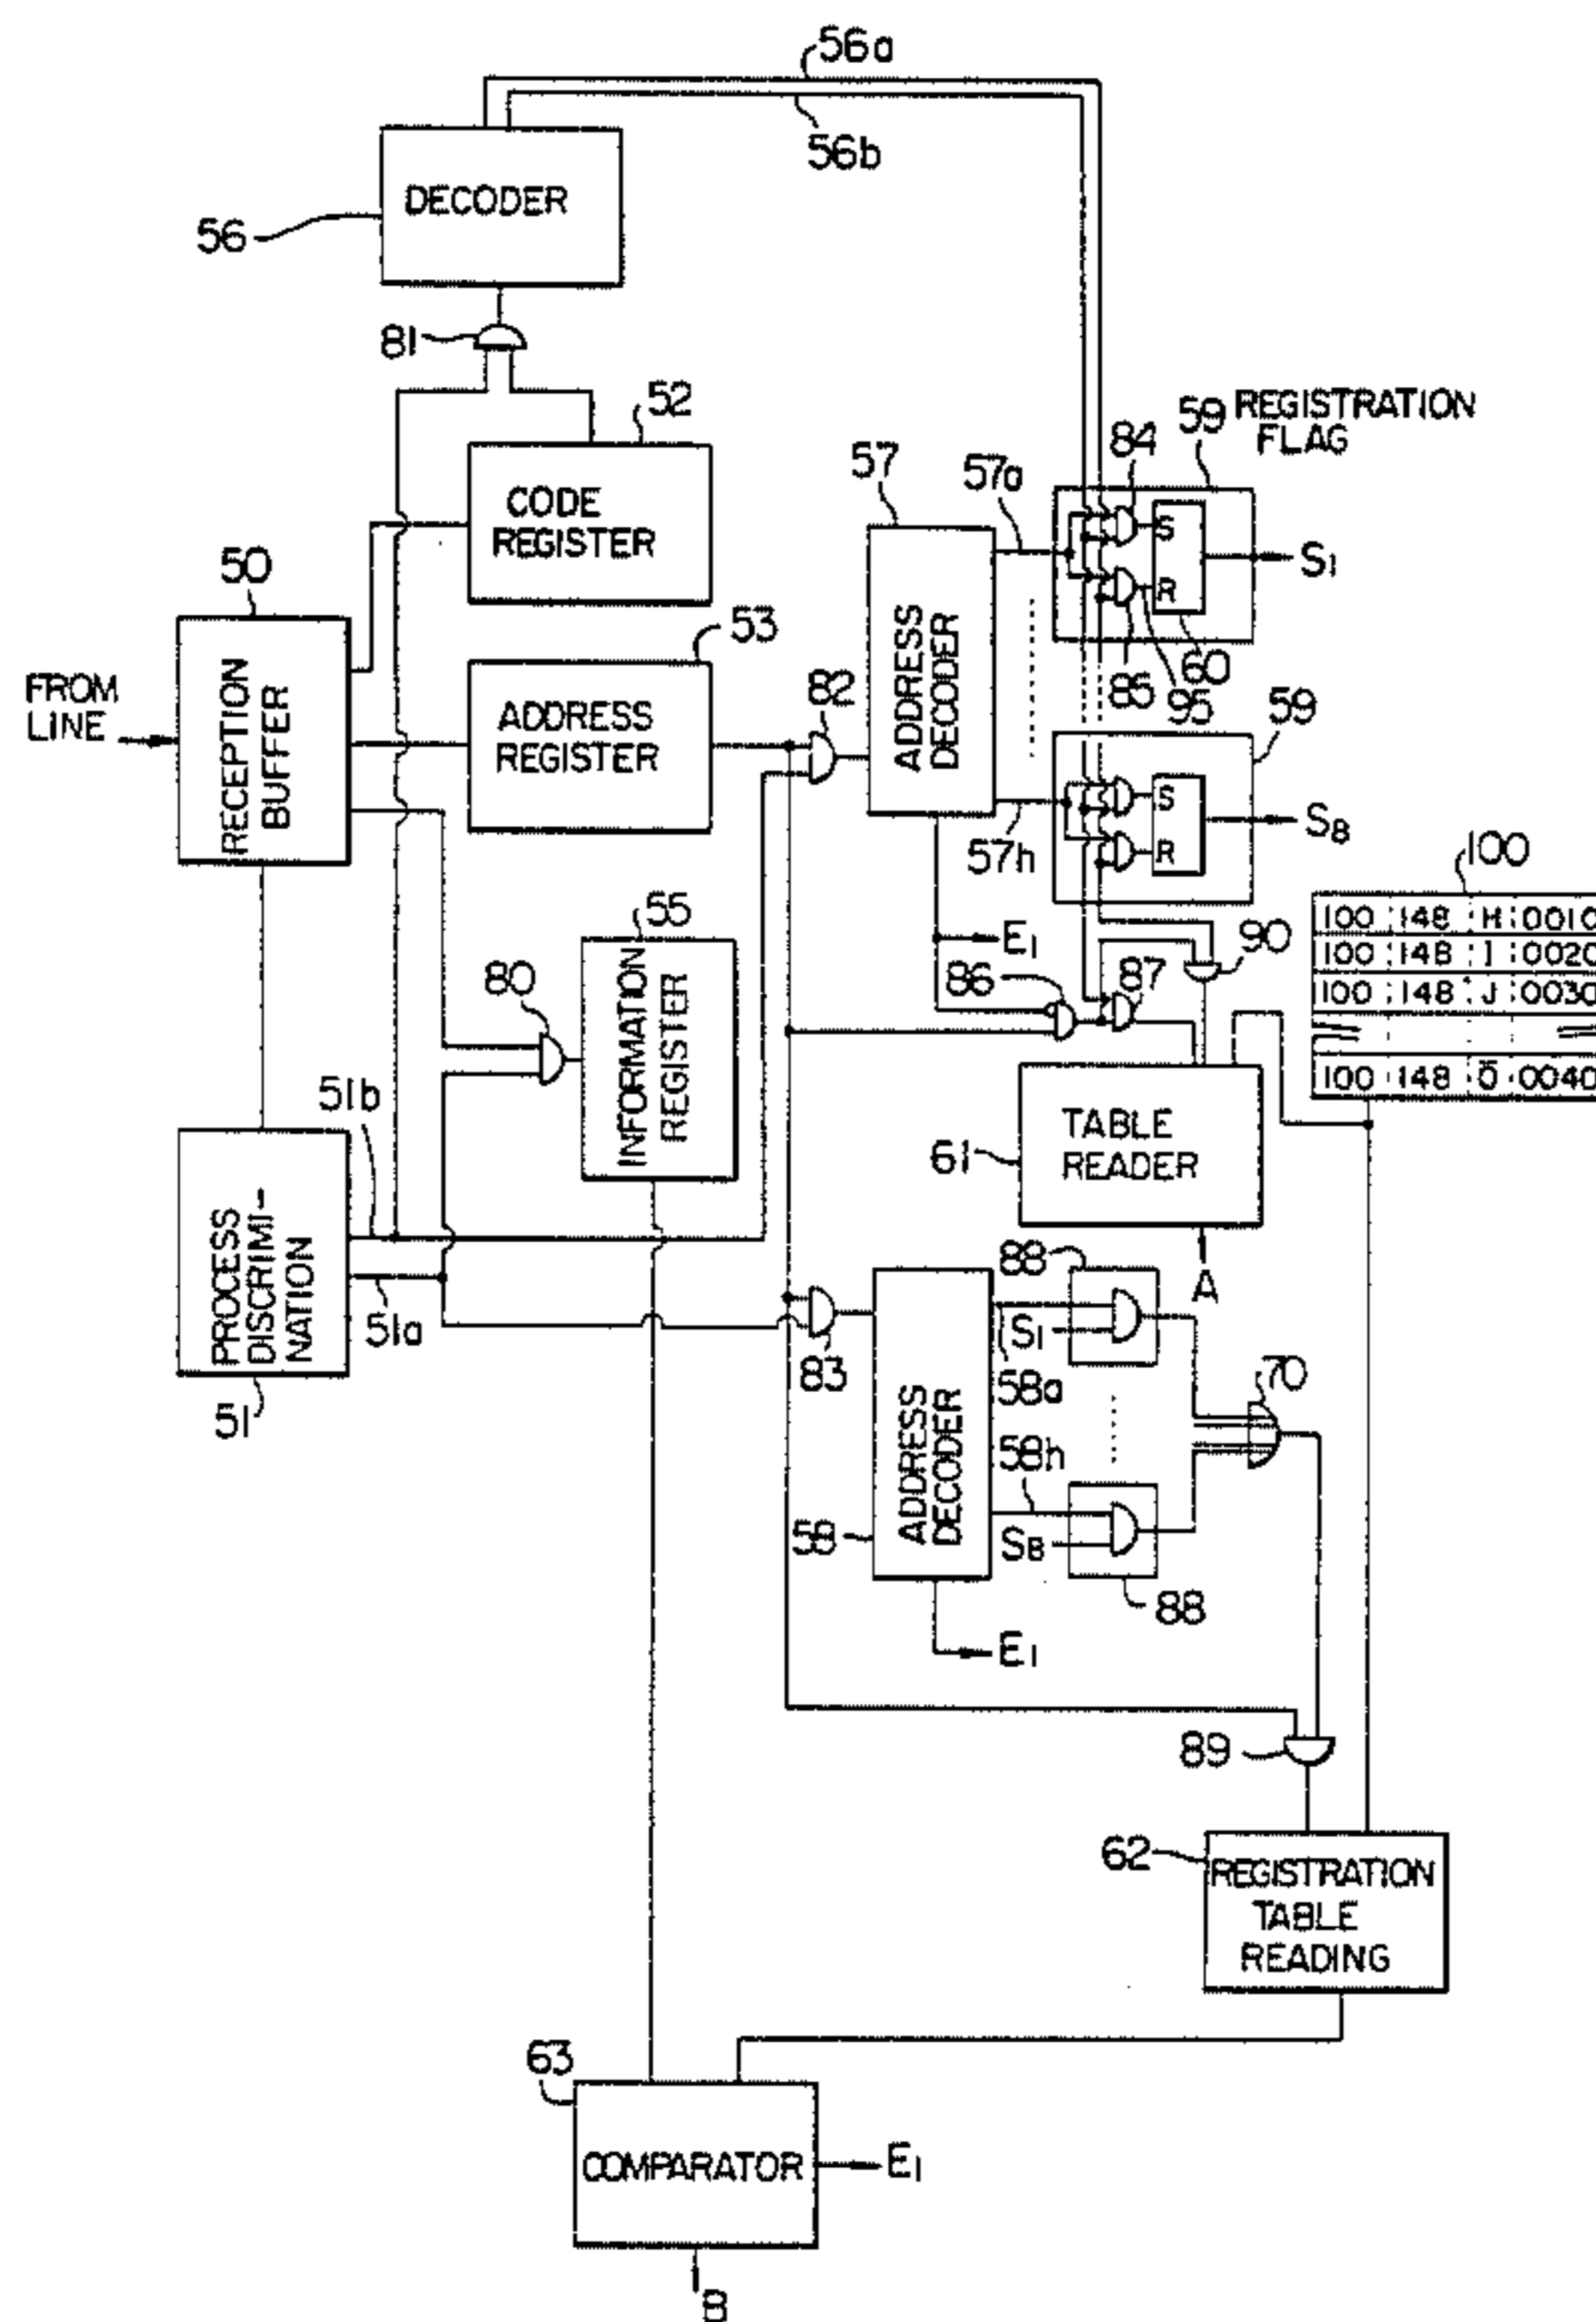 56a
56b
DECODER
56
81
52
CODE
REGISTER
59 REGISTRATION
FLAG
84
57
57a
S
R
S1
85
95
60
50
FROM
LINE
RECEPTION
BUFFER
53
ADDRESS
REGISTER
82
ADDRESS
DECODER
59
S
R
S8
57h
100
100 148 H 0010
100 148 I 0020
100 148 J 0030
100 148 O 0040
E1
90
86
87
55
80
INFORMATION
REGISTER
51b
TABLE
READER
61
A
PROCESS
DISCRIMI-
NATION
51a
51
83
88
S1
58a
70
ADDRESS
DECODER
58h
58
S8
88
E1
89
62
REGISTRATION
TABLE
READING
63
COMPARATOR
E1
B